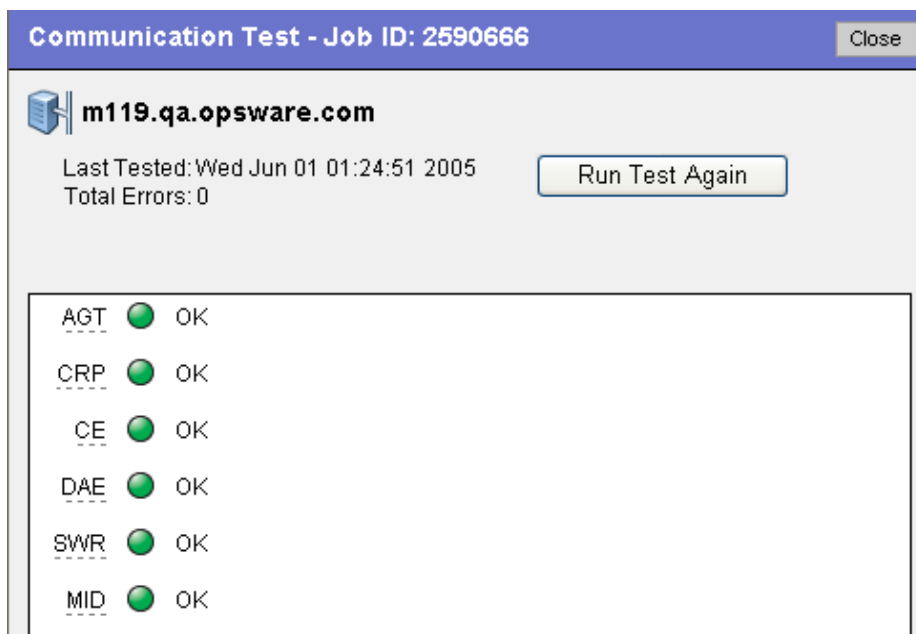 Communication Test - Job ID: 2590666
Close
m119.qa.opsware.com
Last Tested: Wed Jun 01 01:24:51 2005
Run Test Again
Total Errors: 0
AGT OK
CRP OK
CE OK
DAE OK
SWR OK
MID OK